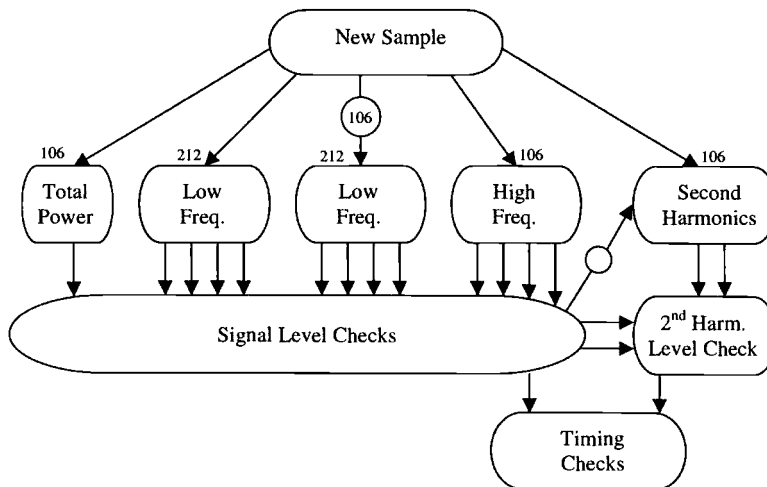 New Sample
106
106
212
212
106
106
Total
Power
Low
Freq.
Low
Freq.
High
Freq.
Second
Harmonics
Signal Level Checks
2nd Harm.
Level Check
Timing
Checks